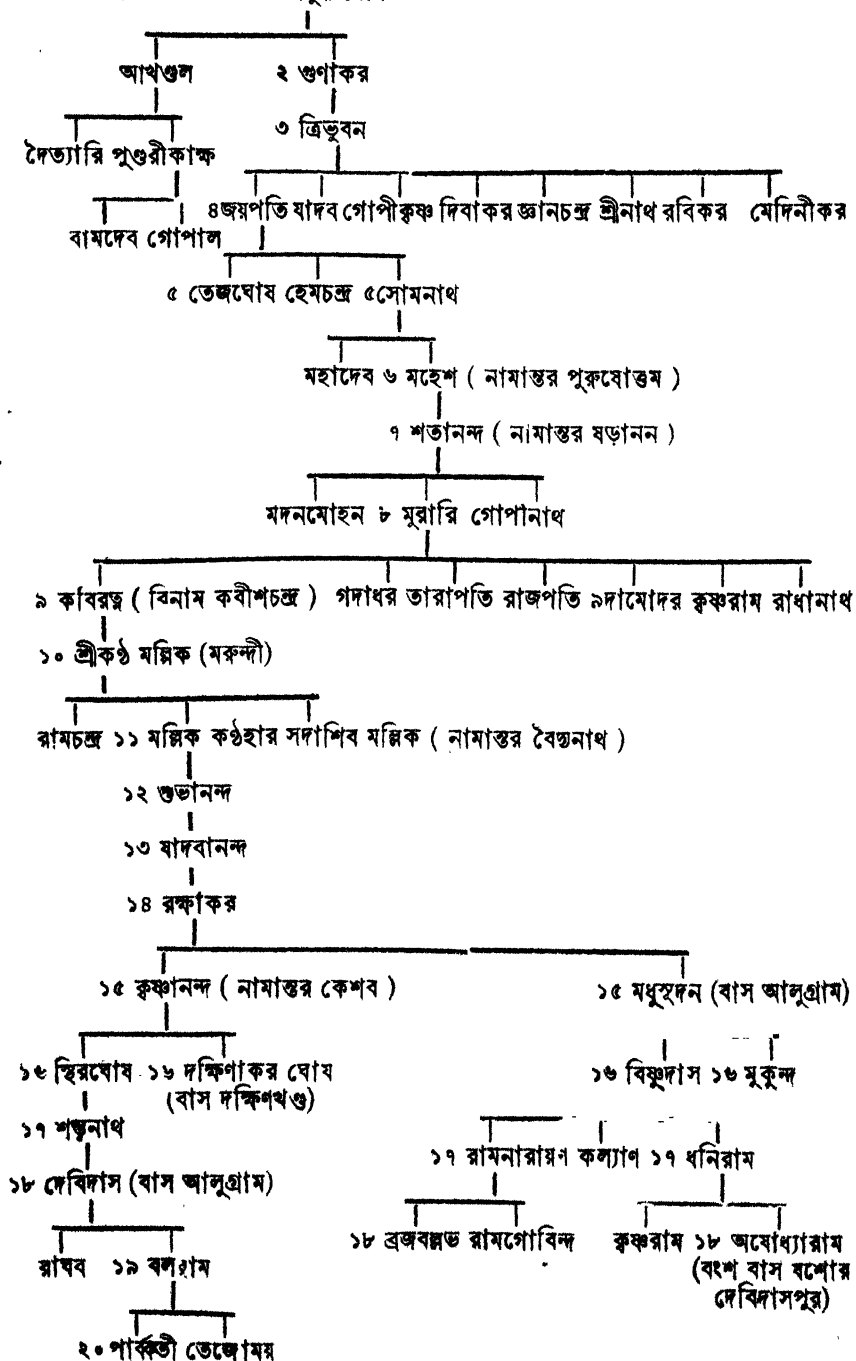 আখণ্ডল ২ গুণাকর
৩ ত্রিভুবন
দৈত্যারি পুণ্ডরীকাক্ষ
৪জয়পতি যাদব গোপীকৃষ্ণ দিবাকর জ্ঞানচন্দ্র শ্রীনাথ রবিকর মেদিনীকর
বামদেব গোপাল
৫ তেজঘোষ হেমচন্দ্র ৫সোমনাথ
মহাদেব ৬ মহেশ ( নামান্তর পুরুষোত্তম )
৭ শতানন্দ ( নামান্তর ষড়ানন )
মদনমোহন ৮ মুরারি গোপীনাথ
৯ কবিরত্ন ( বিনাম কবীশচন্দ্র ) গদাধর তারাপতি রাজপতি ৯দামোদর কৃষ্ণরাম রাধানাথ
১০ শ্রীকণ্ঠ মল্লিক (মরুন্দী)
রামচন্দ্র ১১ মল্লিক কণ্ঠহার সদাশিব মল্লিক ( নামান্তর বৈদ্যনাথ )
১২ শুভানন্দ
১৩ যাদবানন্দ
১৪ রক্ষাকর
১৫ কৃষ্ণানন্দ ( নামান্তর কেশব ) ১৫ মধুসূদন (বাস আলুগ্রাম)
১৬ স্থিরঘোষ ১৬ দক্ষিণাকর ঘোষ ১৬ বিষ্ণুদাস ১৬ মুকুন্দ
(বাস দক্ষিণখণ্ড)
১৭ শম্ভুনাথ
১৭ রামনারায়ণ কল্যাণ ১৭ ধনিরাম
১৮ দেবিদাস (বাস আলুগ্রাম)
১৮ ব্রজবল্লভ রামগোবিন্দ কৃষ্ণরাম ১৮ অযোধ্যারাম
রাঘব ১৯ বলরাম
(বংশ বাস যশোর
দেবিদাসপুর)
২০ পার্ব্বতী তেজোময়